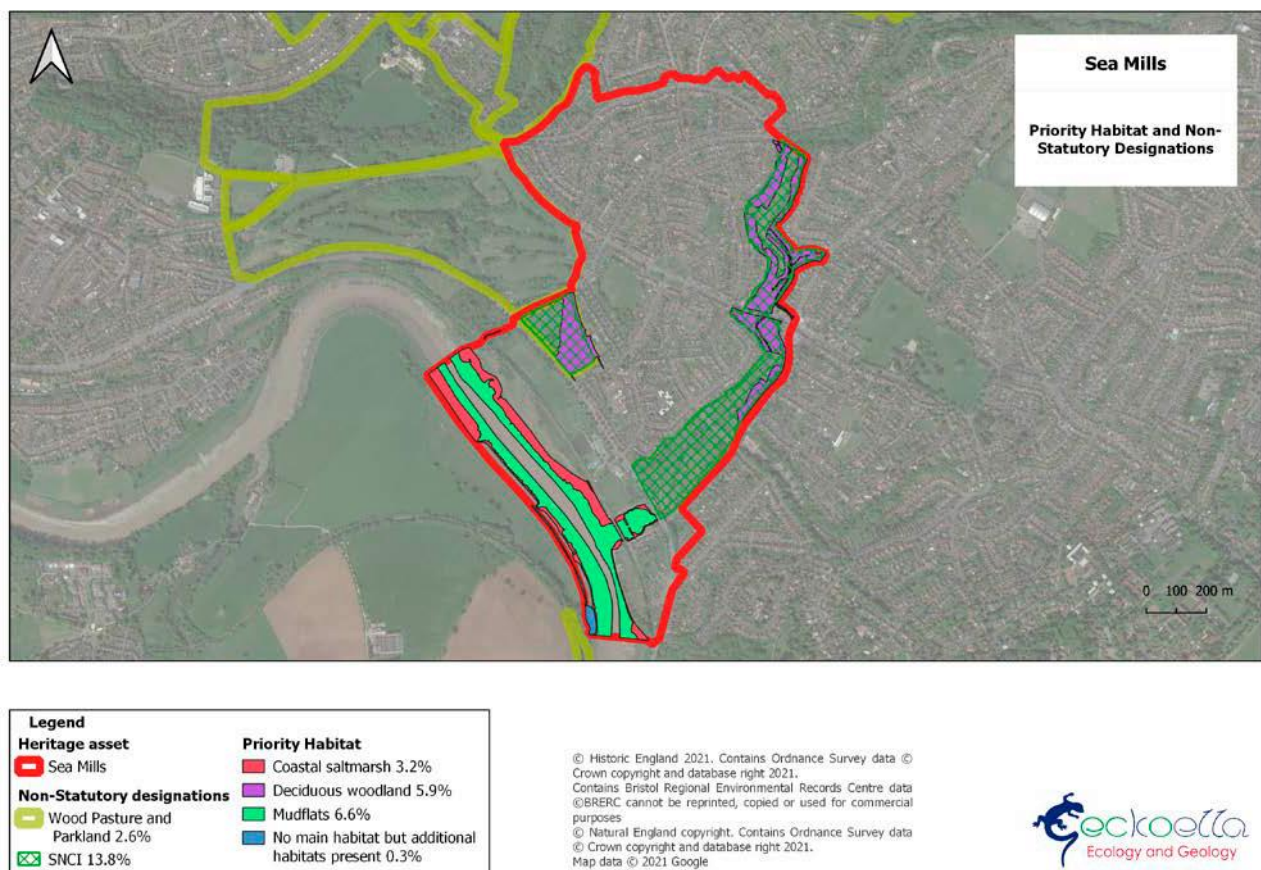 Sea Mills
Priority Habitat and Non-
Statutory Designations
0 100 200 m
Legend
Heritage asset
Sea Mills
Non-Statutory designations
Wood Pasture and
Parkland 2.6%
SNCI 13.8%
Priority Habitat
Coastal saltmarsh 3.2%
Deciduous woodland 5.9%
Mudflats 6.6%
No main habitat but additional
habitats present 0.3%
© Historic England 2021. Contains Ordnance Survey data ©
Crown copyright and database right 2021.
Contains Bristol Regional Environmental Records Centre data
©BRERC cannot be reprinted, copied or used for commercial
purposes
© Natural England copyright. Contains Ordnance Survey data
© Crown copyright and database right 2021.
Map data © 2021 Google
Geckoella
Ecology and Geology